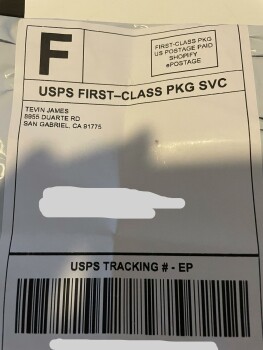 F
FIRST-CLASS PKG
US POSTAGE PAID
SHOPIFY
ePOSTAGE
USPS FIRST-CLASS PKG SVC
TEVIN JAMES
8955 DUARTE RD
SAN GABRIEL, CA 91775
USPS TRACKING # - EP